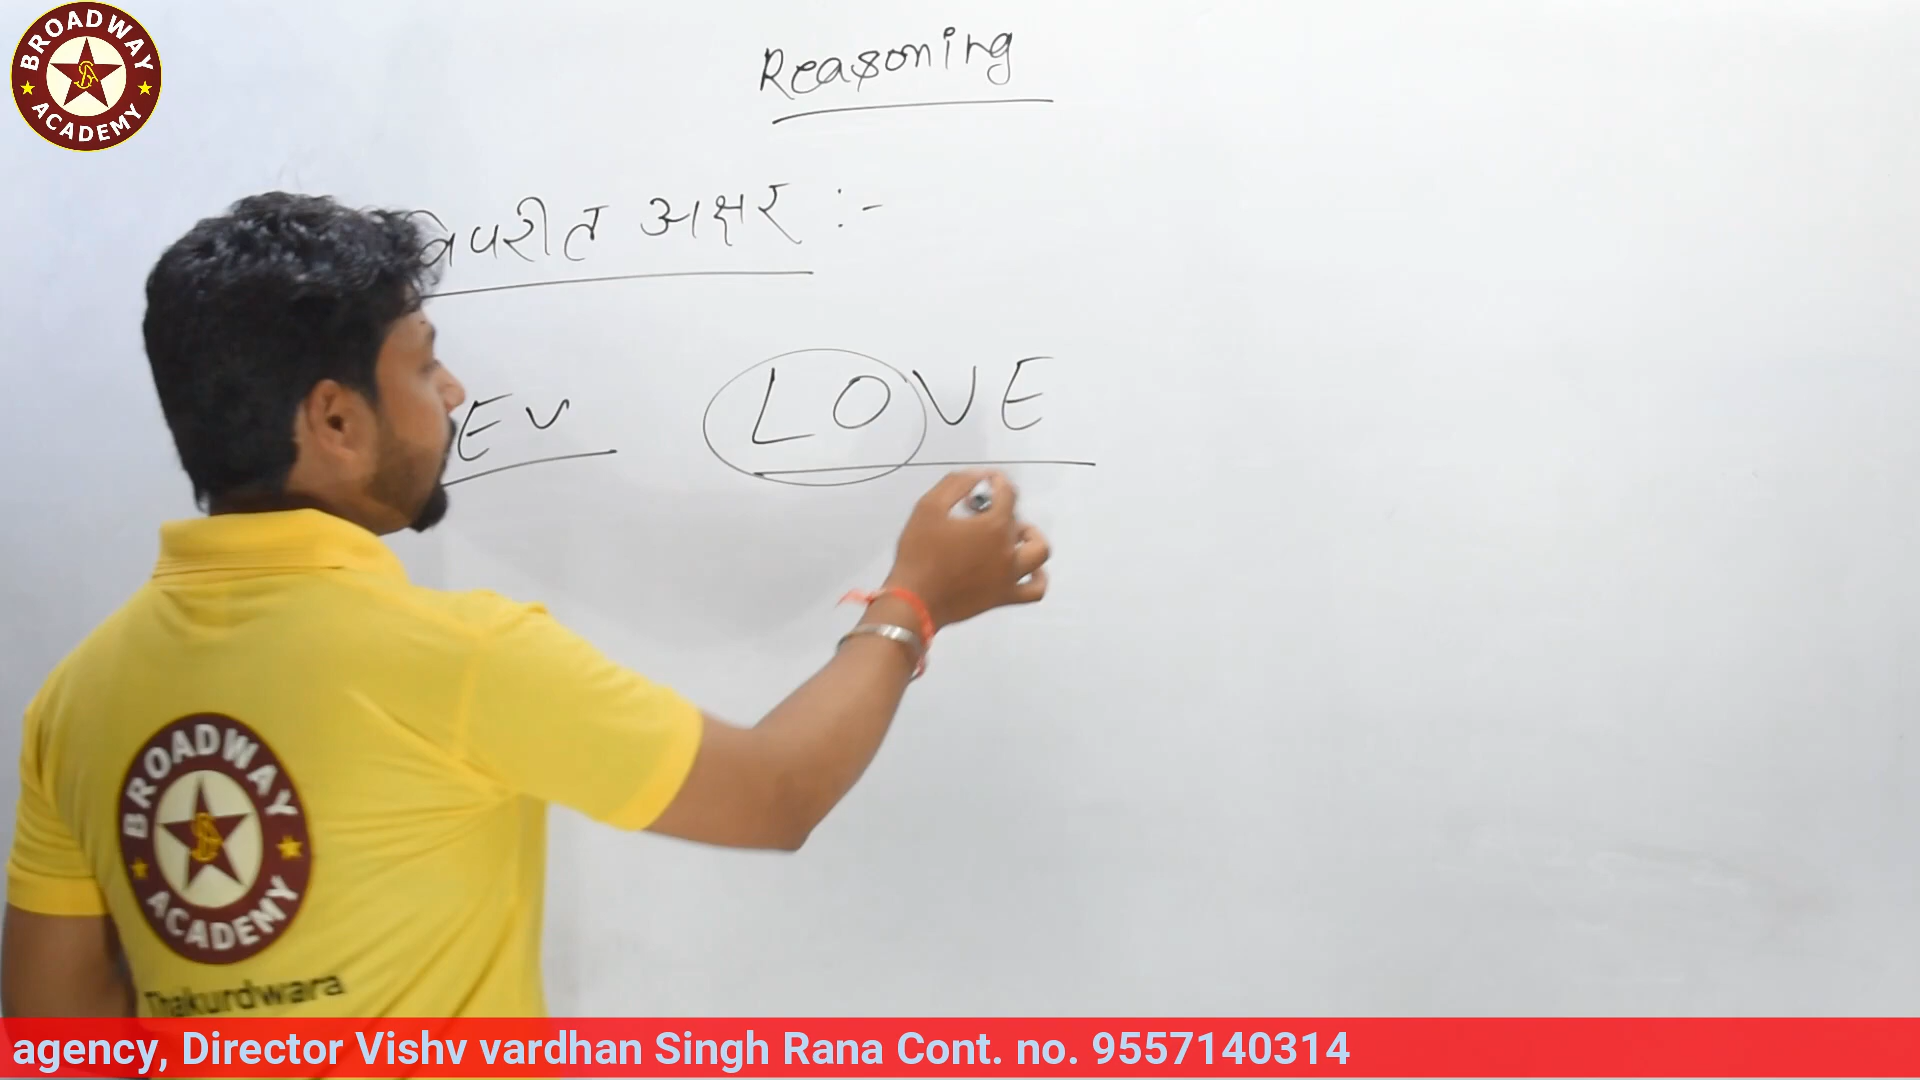 BROADWAY ACADEMY
Reasoning
विपरीत अक्षर :-
EV LOVE
BROADWAY ACADEMY
Thakurdwara
agency, Director Vishv vardhan Singh Rana Cont. no. 9557140314